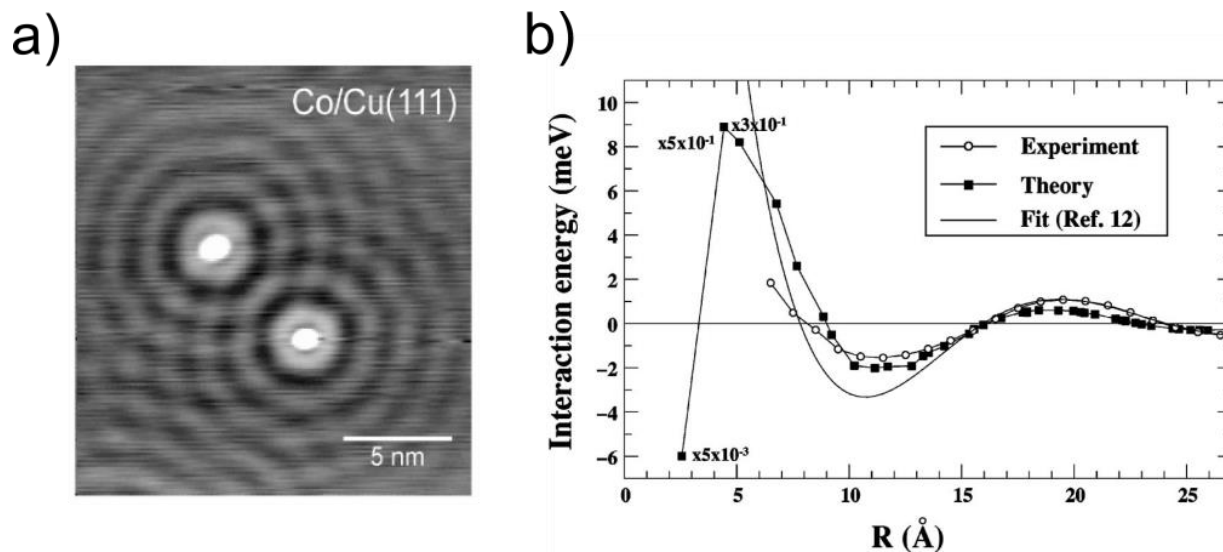 a)
Co/Cu(111)
5 nm
b)
Interaction energy (meV)
10
8
6
4
2
0
−2
−4
−6
x5x10⁻¹
x3x10⁻¹
x5x10⁻³
Experiment
Theory
Fit (Ref. 12)
0 5 10 15 20 25
R (Å)